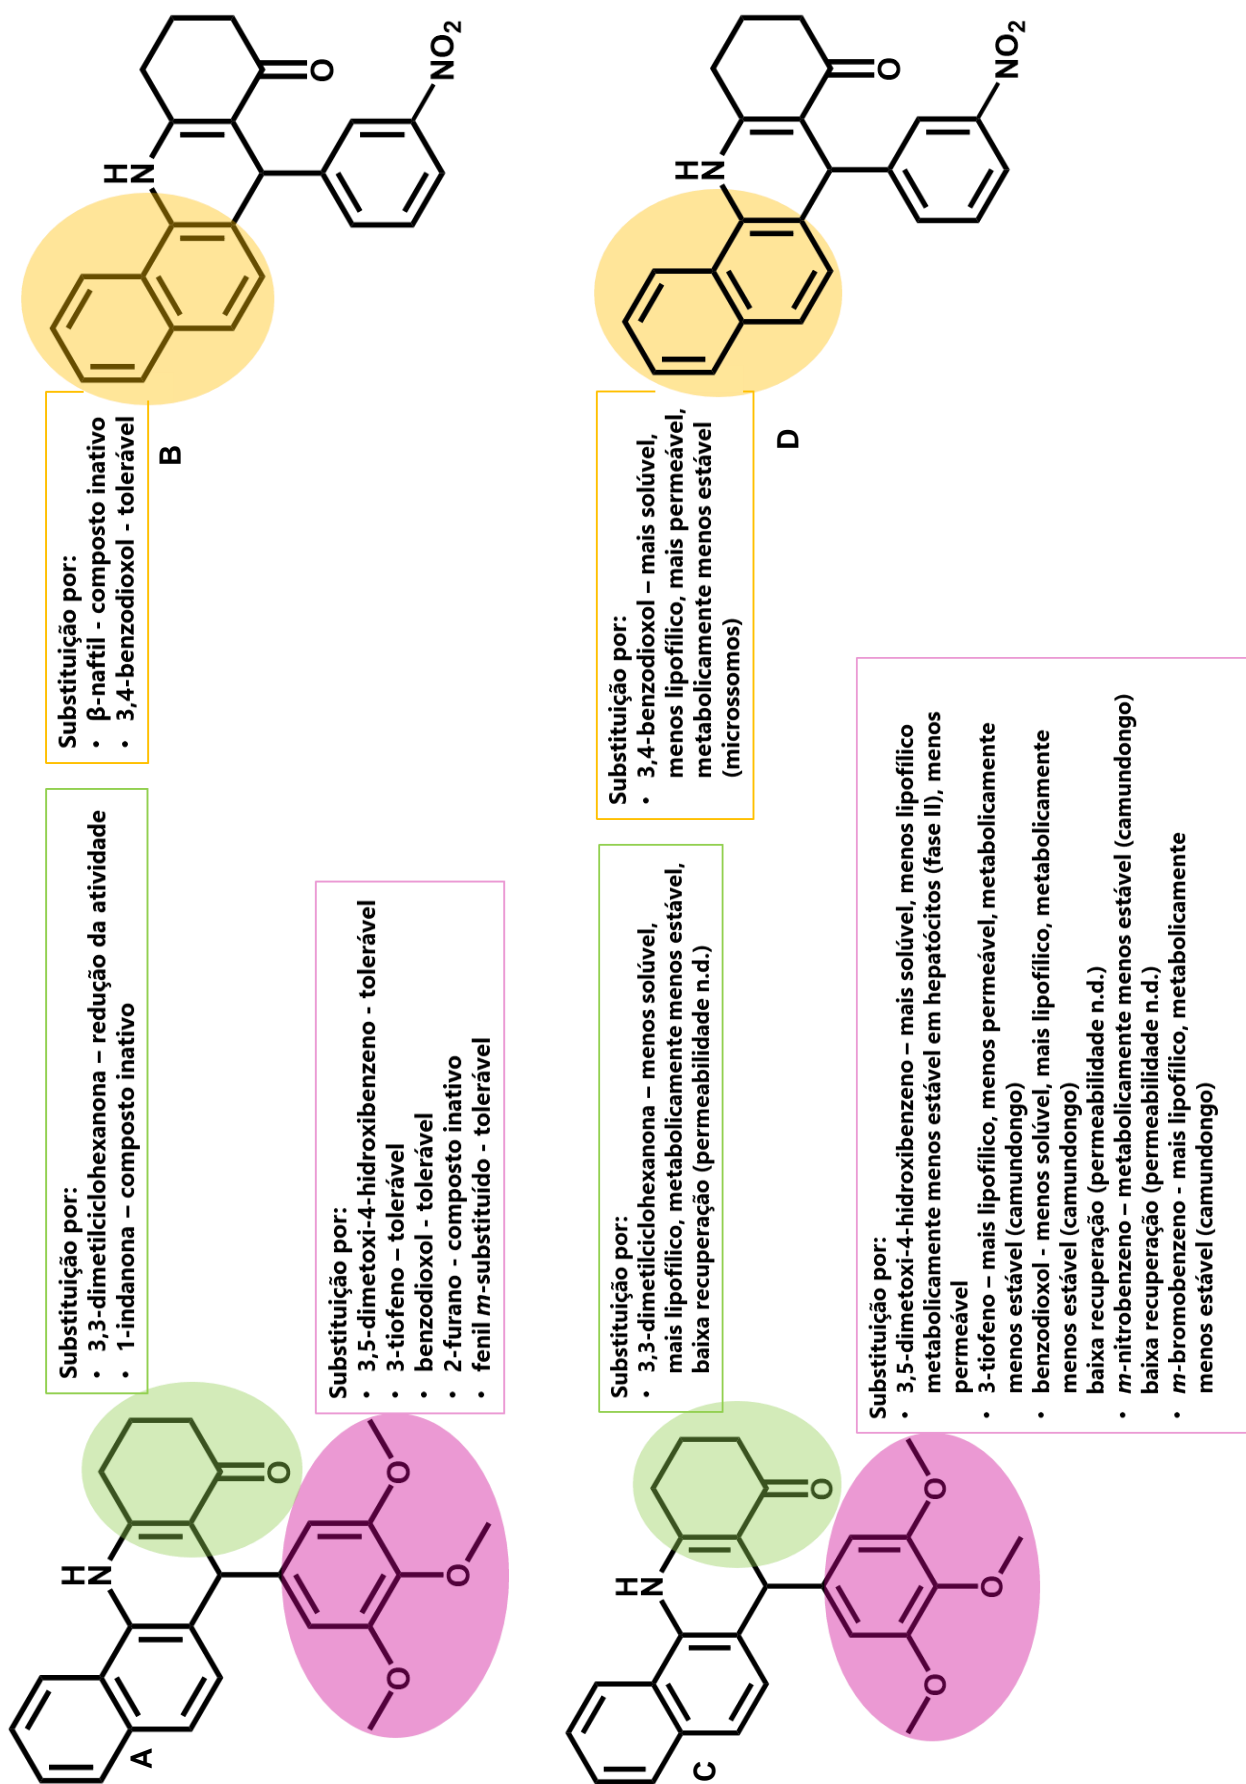 A
H
N
O
O
O
O
Substituição por:
• 3,3-dimetilciclohexanona – redução da atividade
• 1-indanona – composto inativo
Substituição por:
• 3,5-dimetoxi-4-hidroxibenzeno - tolerável
• 3-tiofeno – tolerável
• benzodioxol - tolerável
• 2-furano - composto inativo
• fenil m-substituído - tolerável
Substituição por:
• β-naftil - composto inativo
• 3,4-benzodioxol - tolerável
B
H
N
O
NO2
C
H
N
O
O
O
O
Substituição por:
• 3,3-dimetilciclohexanona – menos solúvel,
mais lipofílico, metabolicamente menos estável,
baixa recuperação (permeabilidade n.d.)
Substituição por:
• 3,5-dimetoxi-4-hidroxibenzeno – mais solúvel, menos lipofílico
metabolicamente menos estável em hepatócitos (fase II), menos
permeável
• 3-tiofeno – mais lipofílico, menos permeável, metabolicamente
menos estável (camundongo)
• benzodioxol - menos solúvel, mais lipofílico, metabolicamente
menos estável (camundongo)
baixa recuperação (permeabilidade n.d.)
• m-nitrobenzeno – metabolicamente menos estável (camundongo)
baixa recuperação (permeabilidade n.d.)
• m-bromobenzeno - mais lipofílico, metabolicamente
menos estável (camundongo)
Substituição por:
• 3,4-benzodioxol – mais solúvel,
menos lipofílico, mais permeável,
metabolicamente menos estável
(microssomos)
D
H
N
O
NO2